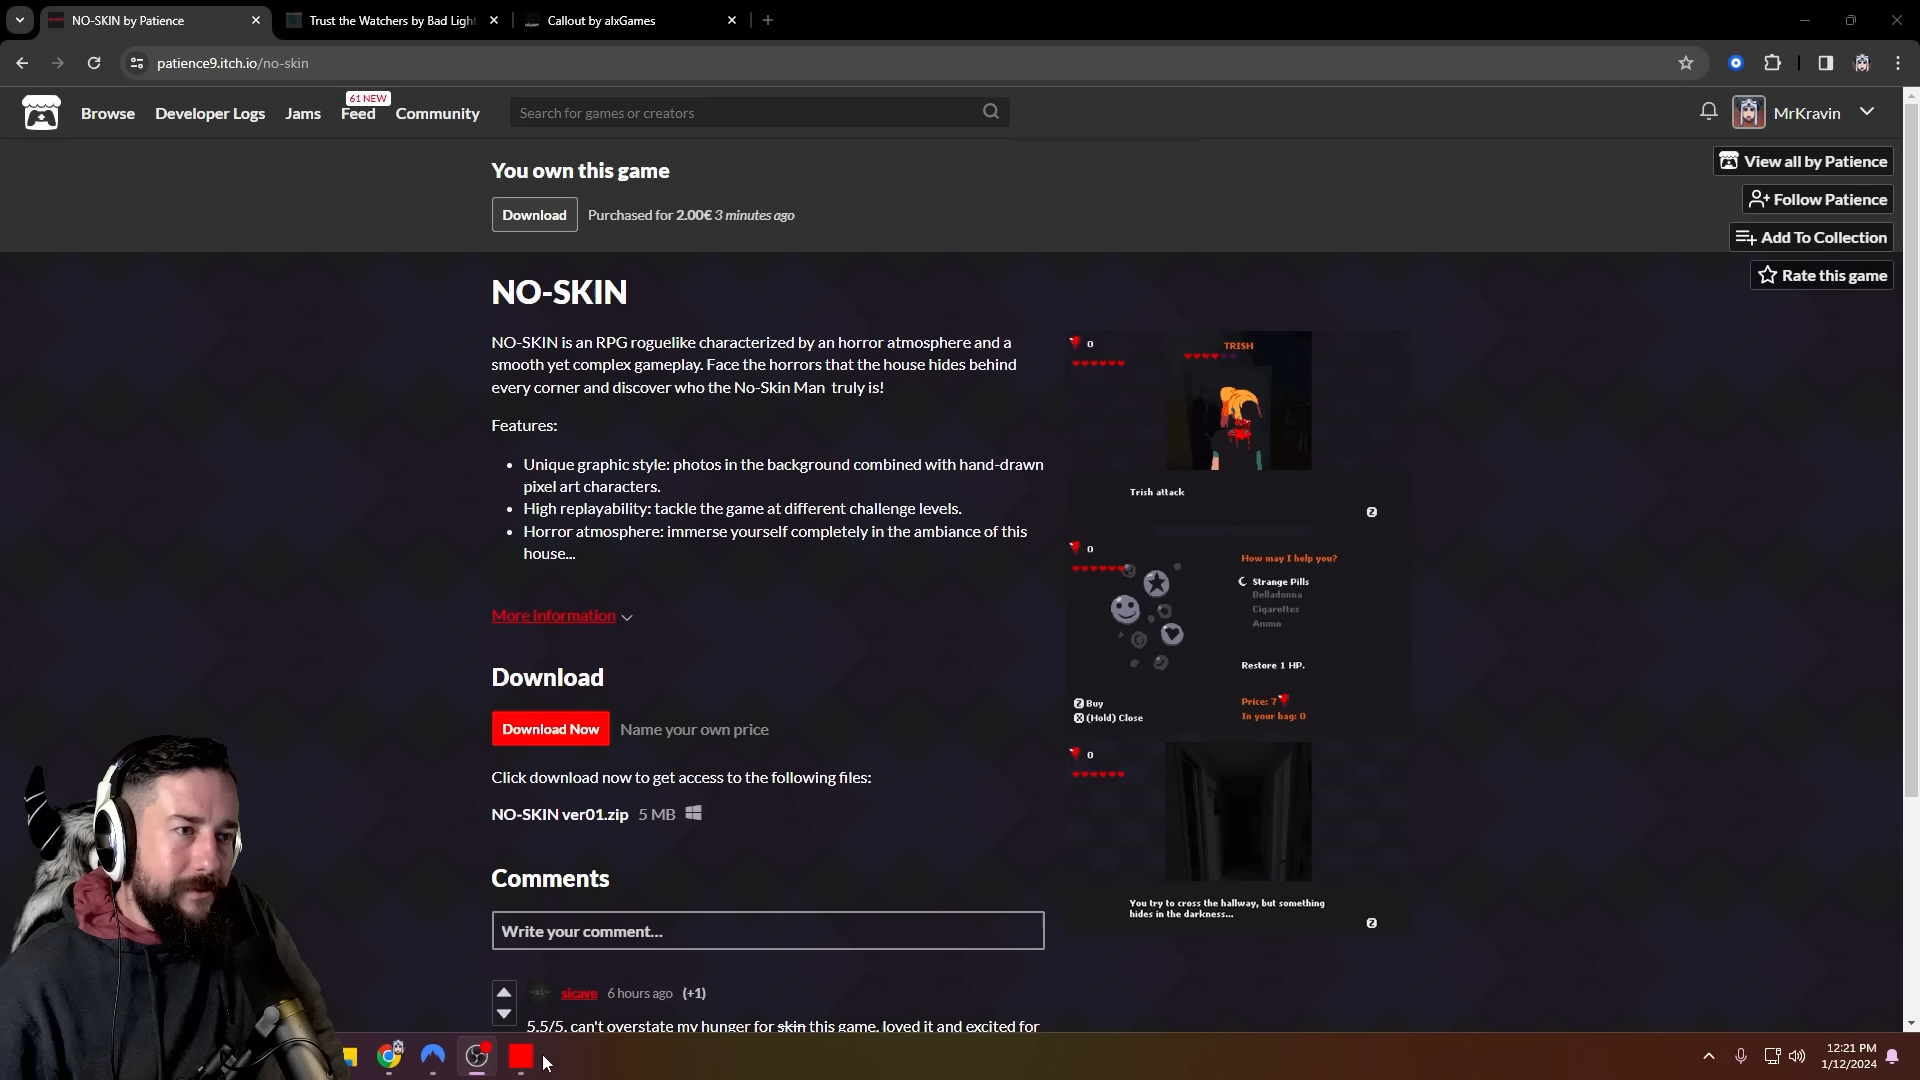 NO-SKIN by Patience
Trust the Watchers by Bad Light
Callout by alxGames
patience9.itch.io/no-skin
Browse
Developer Logs
Jams
61 NEW
Feed
Community
Search for games or creators
MrKravin
You own this game
Download
Purchased for 2.00€ 3 minutes ago
View all by Patience
Follow Patience
Add To Collection
Rate this game
NO-SKIN
NO-SKIN is an RPG roguelike characterized by an horror atmosphere and a
smooth yet complex gameplay. Face the horrors that the house hides behind
every corner and discover who the No-Skin Man truly is!
Features:
• Unique graphic style: photos in the background combined with hand-drawn
pixel art characters.
• High replayability: tackle the game at different challenge levels.
• Horror atmosphere: immerse yourself completely in the ambiance of this
house...
More information
Download
Download Now
Name your own price
Click download now to get access to the following files:
NO-SKIN ver01.zip 5 MB
Comments
Write your comment...
sicave 6 hours ago (+1)
5.5/5. can't overstate my hunger for skin this game. loved it and excited for
0
TRISH
Trish attack
Z
0
How may I help you?
Strange Pills
Belladonna
Cigarettes
Ammo
Restore 1 HP.
Z Buy
X (Hold) Close
Price: 7
In your bag: 0
0
You try to cross the hallway, but something
hides in the darkness...
Z
12:21 PM
1/12/2024